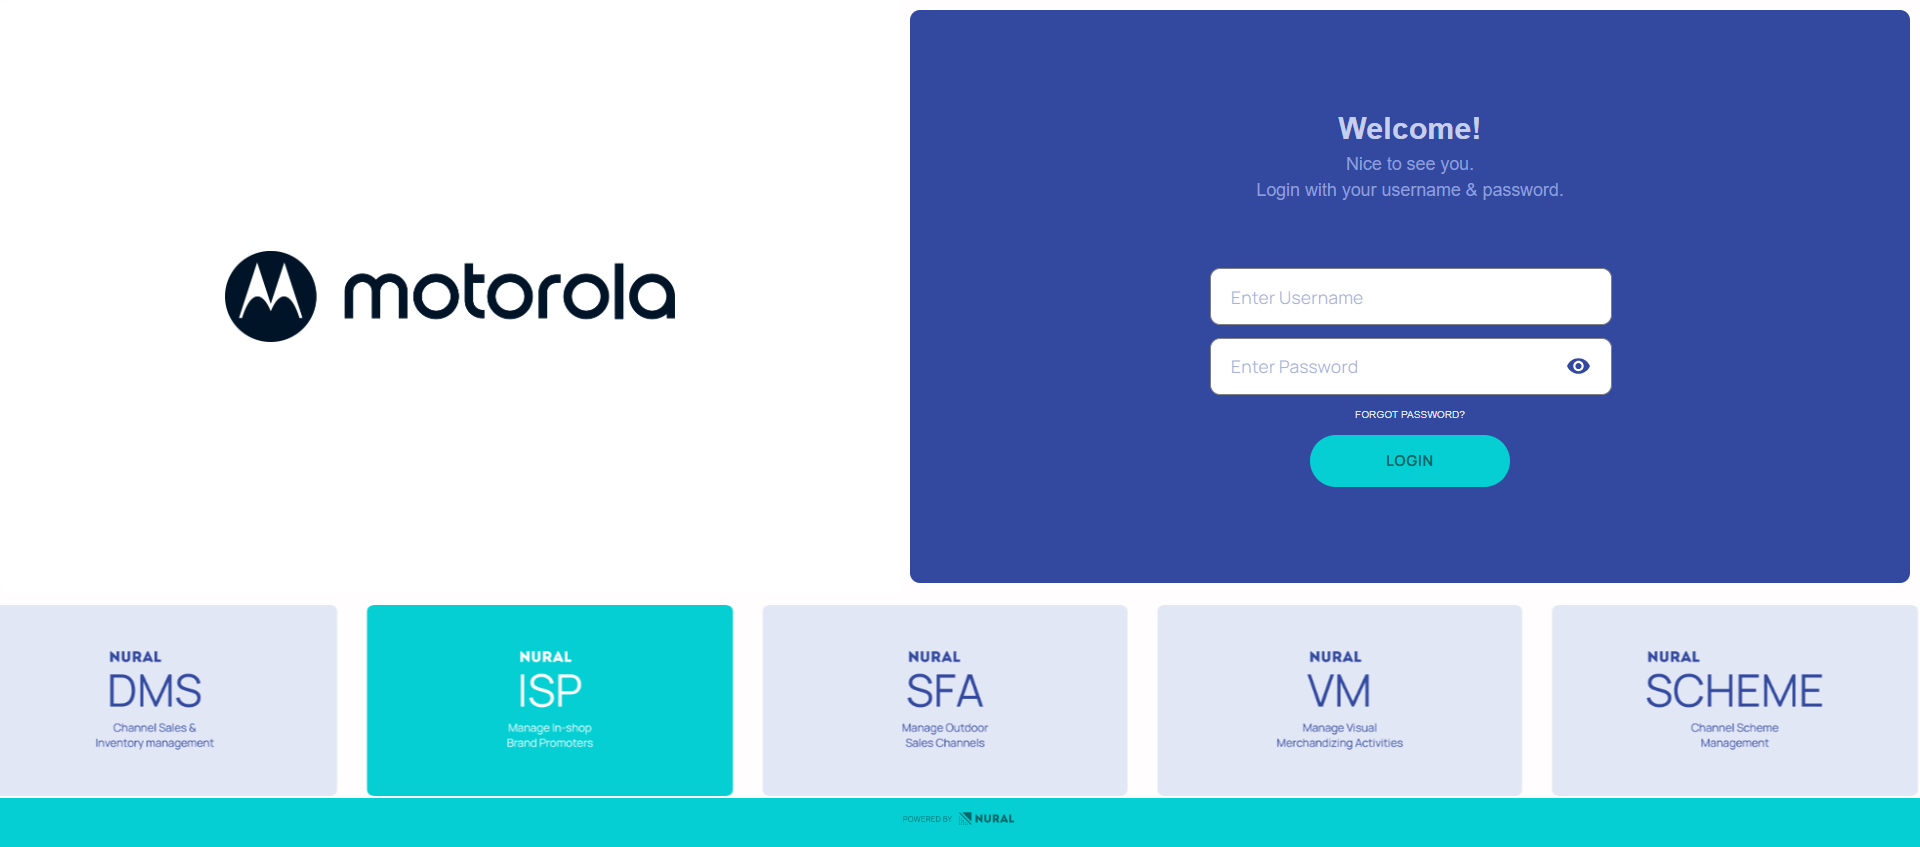 motorola
Welcome!
Nice to see you.
Login with your username & password.
Enter Username
Enter Password
FORGOT PASSWORD?
LOGIN
NURAL
DMS
Channel Sales &
Inventory management
NURAL
ISP
Manage In-shop
Brand Promoters
NURAL
SFA
Manage Outdoor
Sales Channels
NURAL
VM
Manage Visual
Merchandizing Activities
NURAL
SCHEME
Channel Scheme
Management
POWERED BY NURAL